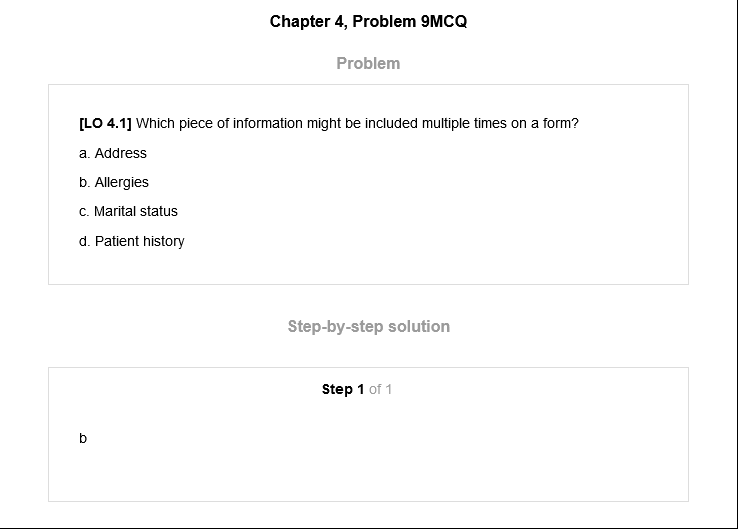 Chapter 4, Problem 9MCQ
Problem
[LO 4.1] Which piece of information might be included multiple times on a form?
a. Address
b. Allergies
c. Marital status
d. Patient history
Step-by-step solution
Step 1 of 1
b